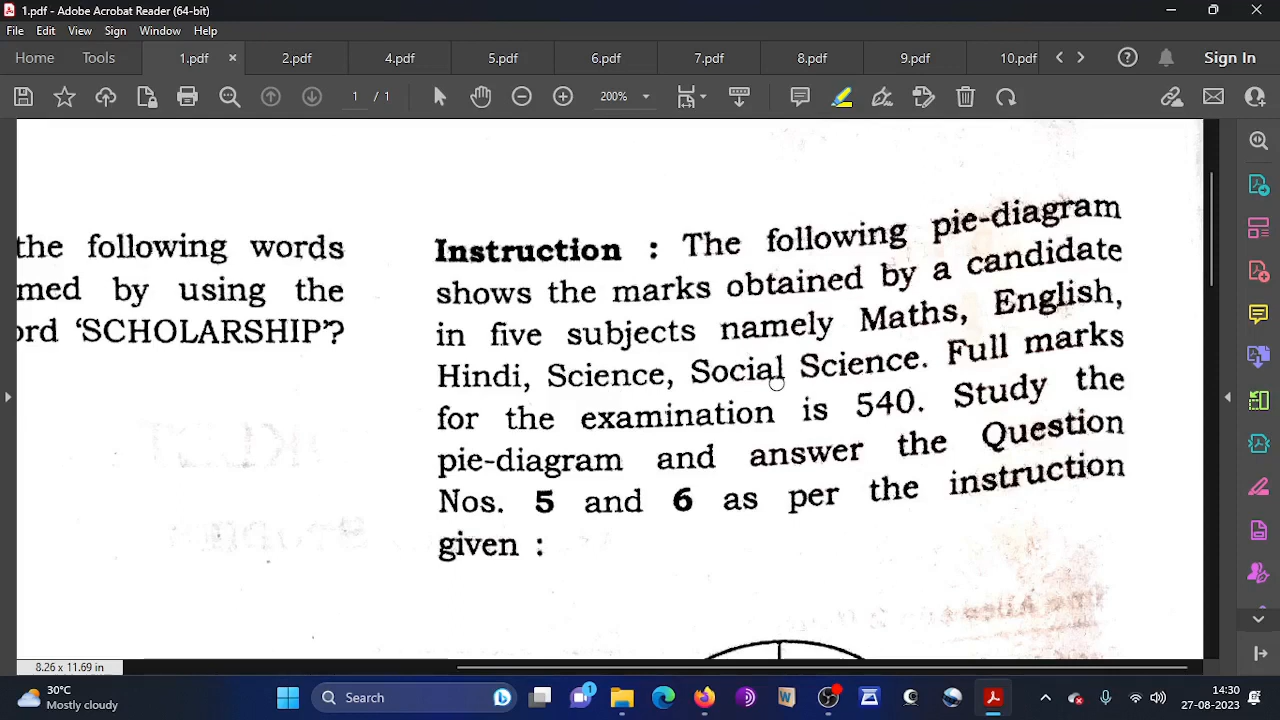 1.pdf - Adobe Acrobat Reader (64-bit)
File Edit View Sign Window Help
Home Tools 1.pdf × 2.pdf 4.pdf 5.pdf 6.pdf 7.pdf 8.pdf 9.pdf 10.pdf Sign In
1 / 1 200%
the following words
med by using the
ord 'SCHOLARSHIP'?
Instruction : The following pie-diagram
shows the marks obtained by a candidate
in five subjects namely Maths, English,
Hindi, Science, Social Science. Full marks
for the examination is 540. Study the
pie-diagram and answer the Question
Nos. 5 and 6 as per the instruction
given :
8.26 x 11.69 in
30°C
Mostly cloudy
Search
1
14:30
27-08-2023